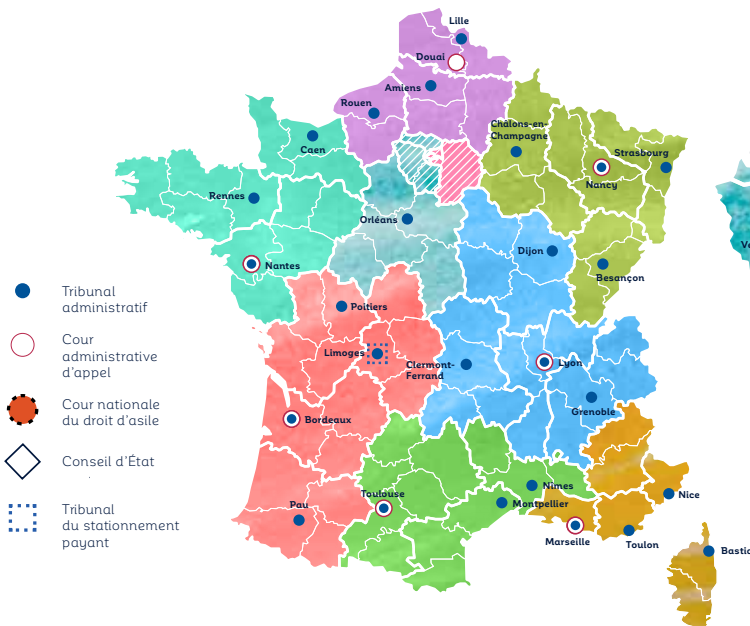 Lille
Douai
Amiens
Rouen
Châlons-en-
Champagne
Caen
Strasbourg
Nancy
Rennes
Orléans
Dijon
Nantes
Besançon
Tribunal
administratif
Poitiers
Cour
administrative
d'appel
Limoges
Clermont-
Ferrand
Lyon
Cour nationale
du droit d'asile
Grenoble
Bordeaux
Conseil d'État
.
Nîmes
Nice
Toulouse
Montpellier
Pau
Tribunal
du stationnement
payant
Marseille
Toulon